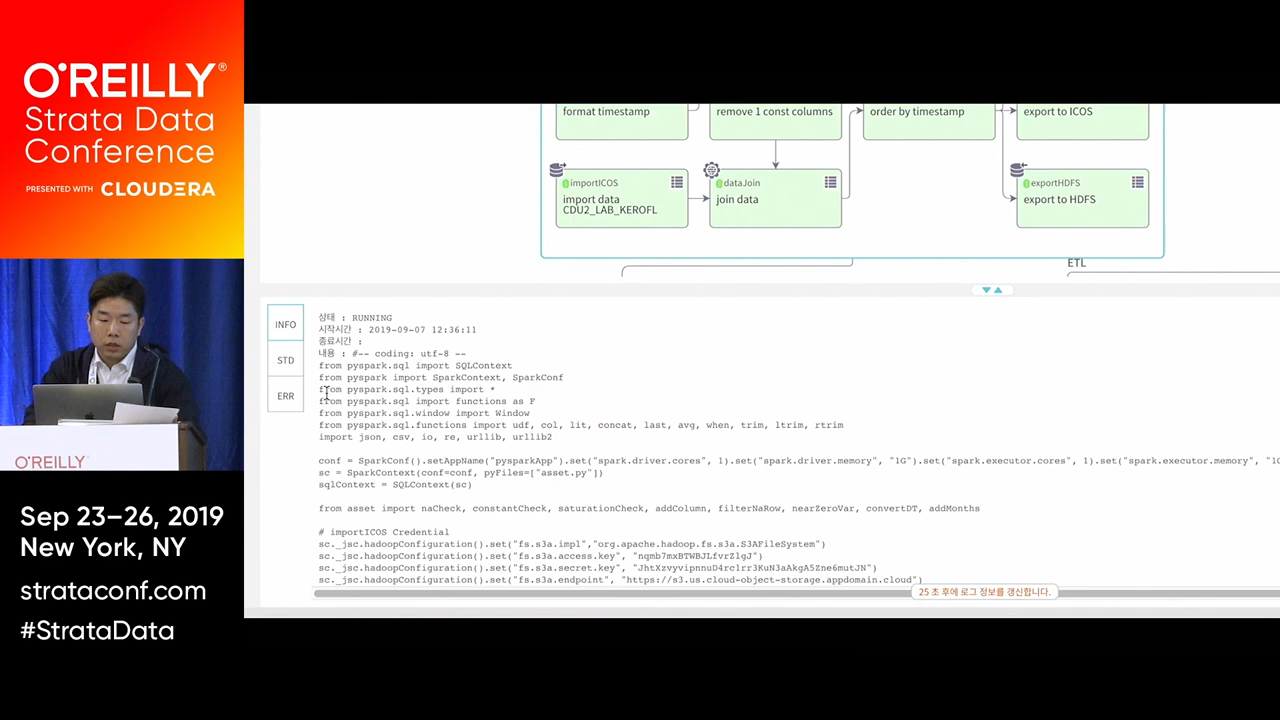 O'REILLY®
Strata Data
Conference
PRESENTED WITH CLOUDERA
O'REILLY
Sep 23–26, 2019
New York, NY
strataconf.com
#StrataData
format timestamp
remove 1 const columns
order by timestamp
export to ICOS
importICOS
import data
CDU2_LAB_KEROFL
dataJoin
join data
exportHDFS
export to HDFS
ETL
INFO
STD
ERR
상태 : RUNNING
시작시간 : 2019-09-07 12:36:11
종료시간 :
내용 : #-- coding: utf-8 --
from pyspark.sql import SQLContext
from pyspark import SparkContext, SparkConf
from pyspark.sql.types import *
from pyspark.sql import functions as F
from pyspark.sql.window import Window
from pyspark.sql.functions import udf, col, lit, concat, last, avg, when, trim, ltrim, rtrim
import json, csv, io, re, urllib, urllib2
conf = SparkConf().setAppName("pysparkApp").set("spark.driver.cores", 1).set("spark.driver.memory", "1G").set("spark.executor.cores", 1).set("spark.executor.memory", "1G
sc = SparkContext(conf=conf, pyFiles=["asset.py"])
sqlContext = SQLContext(sc)
from asset import naCheck, constantCheck, saturationCheck, addColumn, filterNaRow, nearZeroVar, convertDT, addMonths
# importICOS Credential
sc._jsc.hadoopConfiguration().set("fs.s3a.impl","org.apache.hadoop.fs.s3a.S3AFileSystem")
sc._jsc.hadoopConfiguration().set("fs.s3a.access.key", "nqmb7mxBTWBJLfvrZlgJ")
sc._jsc.hadoopConfiguration().set("fs.s3a.secret.key", "JhtXzvyvipnnuD4rc1rr3KuN3aAkgA5Zne6mutJN")
sc._jsc.hadoopConfiguration().set("fs.s3a.endpoint", "https://s3.us.cloud-object-storage.appdomain.cloud")
25 초 후에 로그 정보를 갱신합니다.